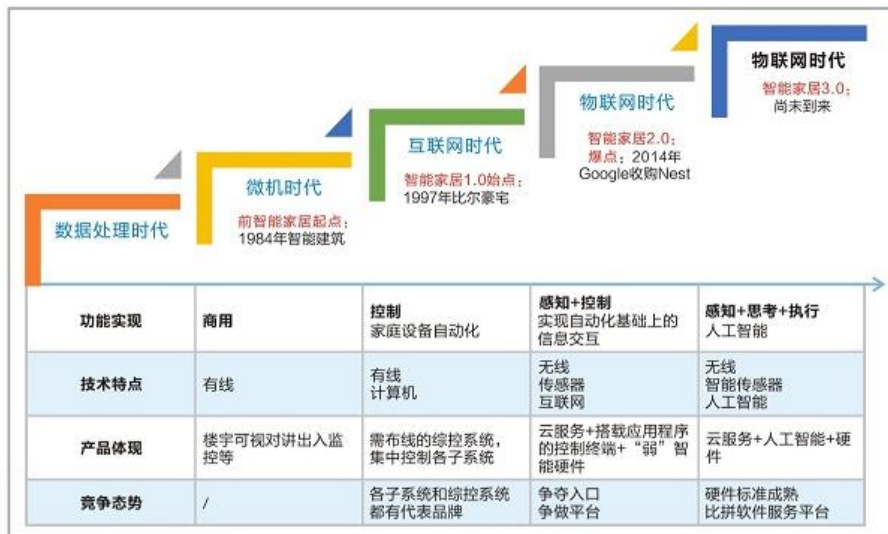 数据处理时代
微机时代
前智能家居起点：
1984年智能建筑
互联网时代
智能家居1.0始点：
1997年比尔豪宅
物联网时代
智能家居2.0：
爆点：2014年
Google收购Nest
物联网时代
智能家居3.0：
尚未到来
功能实现
商用
控制
家庭设备自动化
感知+控制
实现自动化基础上的
信息交互
感知+思考+执行
人工智能
技术特点
有线
有线
计算机
无线
传感器
互联网
无线
智能传感器
人工智能
产品体现
楼宇可视对讲出入监
控等
需布线的综控系统，
集中控制各子系统
云服务+搭载应用程序
的控制终端+“弱”智
能硬件
云服务+人工智能+硬
件
竞争态势
/
各子系统和综控系统
都有代表品牌
争夺入口
争做平台
硬件标准成熟
比拼软件服务平台